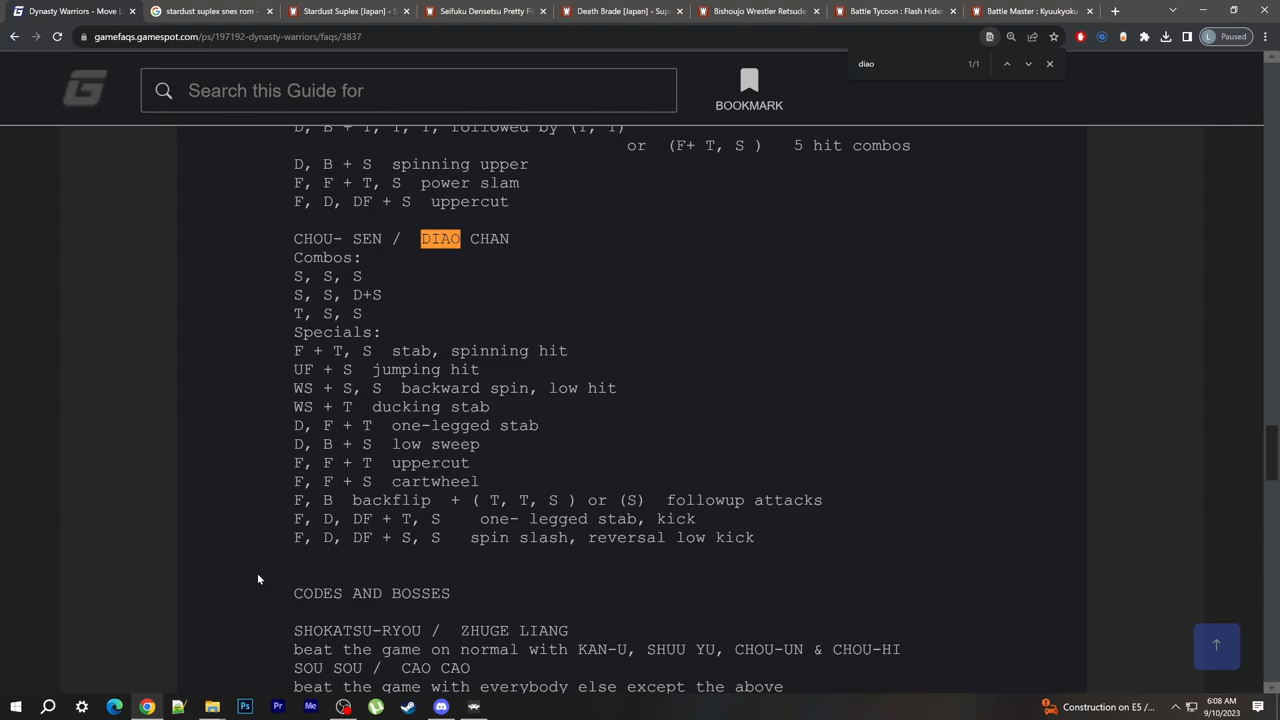 Dynasty Warriors - Move L
stardust suplex snes rom -
Stardust Suplex [Japan] - S
Seifuku Densetsu Pretty Fi
Death Brade [Japan] - Sup
Bishoujo Wrestler Retsude
Battle Tycoon : Flash Hider
Battle Master : Kyuukyoku
gamefaqs.gamespot.com/ps/197192-dynasty-warriors/faqs/3837
L Paused
diao 1/1
Search this Guide for
BOOKMARK
D, B + T, T, T, followed by (T, T)
or (F+ T, S ) 5 hit combos
D, B + S spinning upper
F, F + T, S power slam
F, D, DF + S uppercut
CHOU- SEN / DIAO CHAN
Combos:
S, S, S
S, S, D+S
T, S, S
Specials:
F + T, S stab, spinning hit
UF + S jumping hit
WS + S, S backward spin, low hit
WS + T ducking stab
D, F + T one-legged stab
D, B + S low sweep
F, F + T uppercut
F, F + S cartwheel
F, B backflip + ( T, T, S ) or (S) followup attacks
F, D, DF + T, S one- legged stab, kick
F, D, DF + S, S spin slash, reversal low kick
CODES AND BOSSES
SHOKATSU-RYOU / ZHUGE LIANG
beat the game on normal with KAN-U, SHUU YU, CHOU-UN & CHOU-HI
SOU SOU / CAO CAO
beat the game with everybody else except the above
Ps
Pr
Me
Construction on E5 /
6:08 AM
9/10/2023